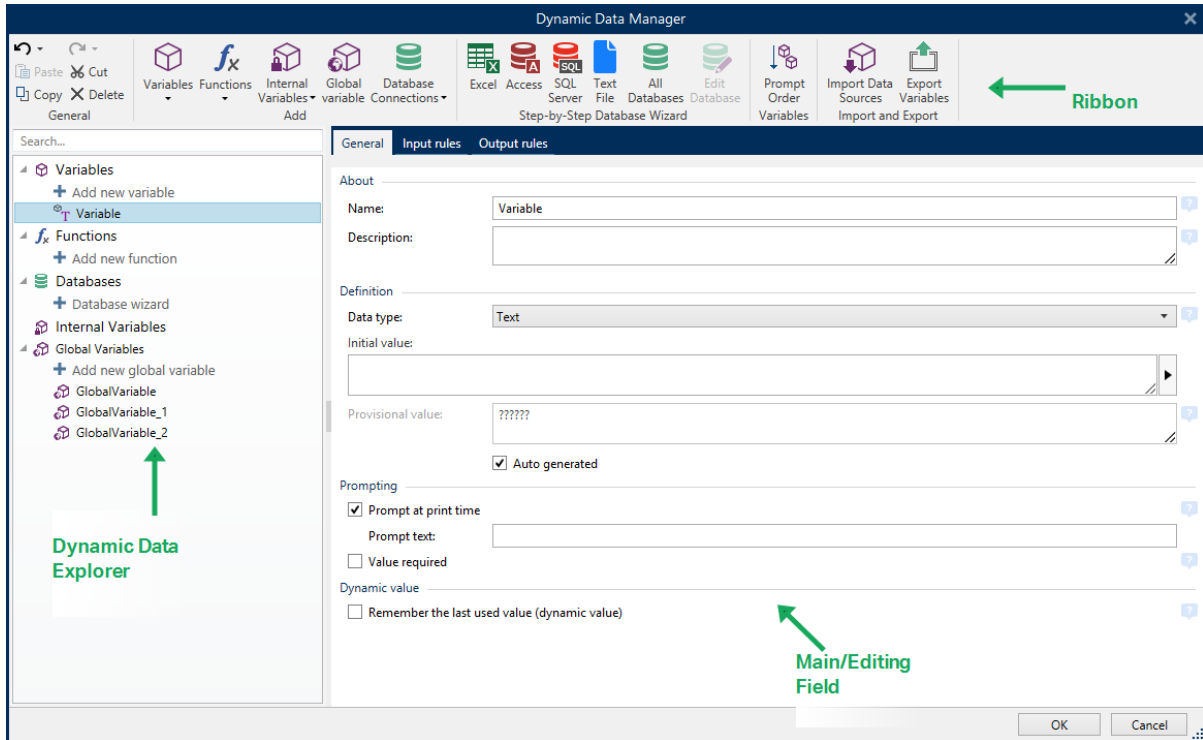 Dynamic Data Manager
Paste Cut
Copy Delete
General
Variables Functions Internal Variables Global variable Database Connections
Add
Excel Access SQL Server Text File All Databases Edit Database
Step-by-Step Database Wizard
Prompt Order
Variables
Import Data Sources Export Variables
Import and Export
Ribbon
Search...
Variables
Add new variable
Variable
Functions
Add new function
Databases
Database wizard
Internal Variables
Global Variables
Add new global variable
GlobalVariable
GlobalVariable_1
GlobalVariable_2
Dynamic Data
Explorer
General Input rules Output rules
About
Name: Variable
Description:
Definition
Data type: Text
Initial value:
Provisional value: ??????
Auto generated
Prompting
Prompt at print time
Prompt text:
Value required
Dynamic value
Remember the last used value (dynamic value)
Main/Editing
Field
OK Cancel